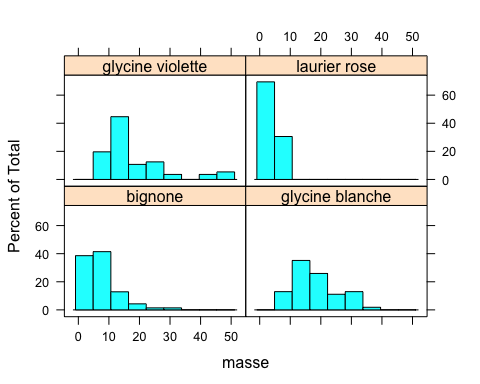 0 10 20 30 40 50
glycine violette laurier rose
60
40
20
0
Percent of Total
bignone glycine blanche
60
40
20
0
0 10 20 30 40 50
masse